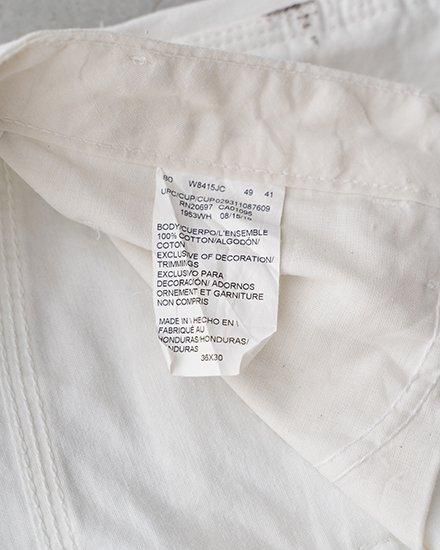 BO W8415JC 49 41
UPC/CUP/CUP029311087609
RN20697 CA01095
1953WH 08/15/19
BODY/CUERPO/L'ENSEMBLE
100% COTTON/ALGODÓN/
COTON
EXCLUSIVE OF DECORATION/
TRIMMINGS
EXCLUSIVO PARA
DECORACIÓN/ ADORNOS
ORNEMENT ET GARNITURE
NON COMPRIS
MADE IN \ HECHO EN \
FABRIQUÉ AU
HONDURAS/HONDURAS/
36X30